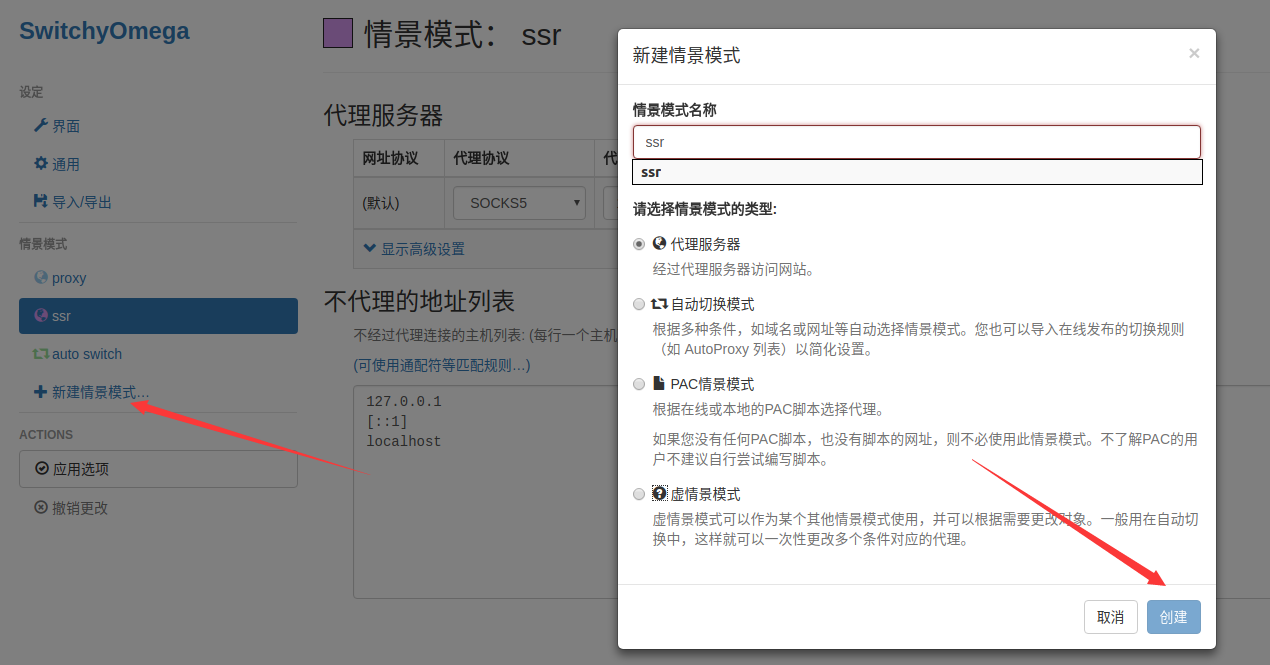 SwitchyOmega
设定
界面
通用
导入/导出
情景模式
proxy
ssr
auto switch
新建情景模式…
ACTIONS
应用选项
撤销更改
情景模式： ssr
代理服务器
网址协议 代理协议 代
(默认) SOCKS5
显示高级设置
不代理的地址列表
不经过代理连接的主机列表: (每行一个主机
(可使用通配符等匹配规则…)
127.0.0.1
[::1]
localhost
新建情景模式 ×
情景模式名称
ssr
ssr
请选择情景模式的类型:
代理服务器
经过代理服务器访问网站。
自动切换模式
根据多种条件，如域名或网址等自动选择情景模式。您也可以导入在线发布的切换规则
（如 AutoProxy 列表）以简化设置。
PAC情景模式
根据在线或本地的PAC脚本选择代理。
如果您没有任何PAC脚本，也没有脚本的网址，则不必使用此情景模式。不了解PAC的用
户不建议自行尝试编写脚本。
虚情景模式
虚情景模式可以作为某个其他情景模式使用，并可以根据需要更改对象。一般用在自动切
换中，这样就可以一次性更改多个条件对应的代理。
取消 创建